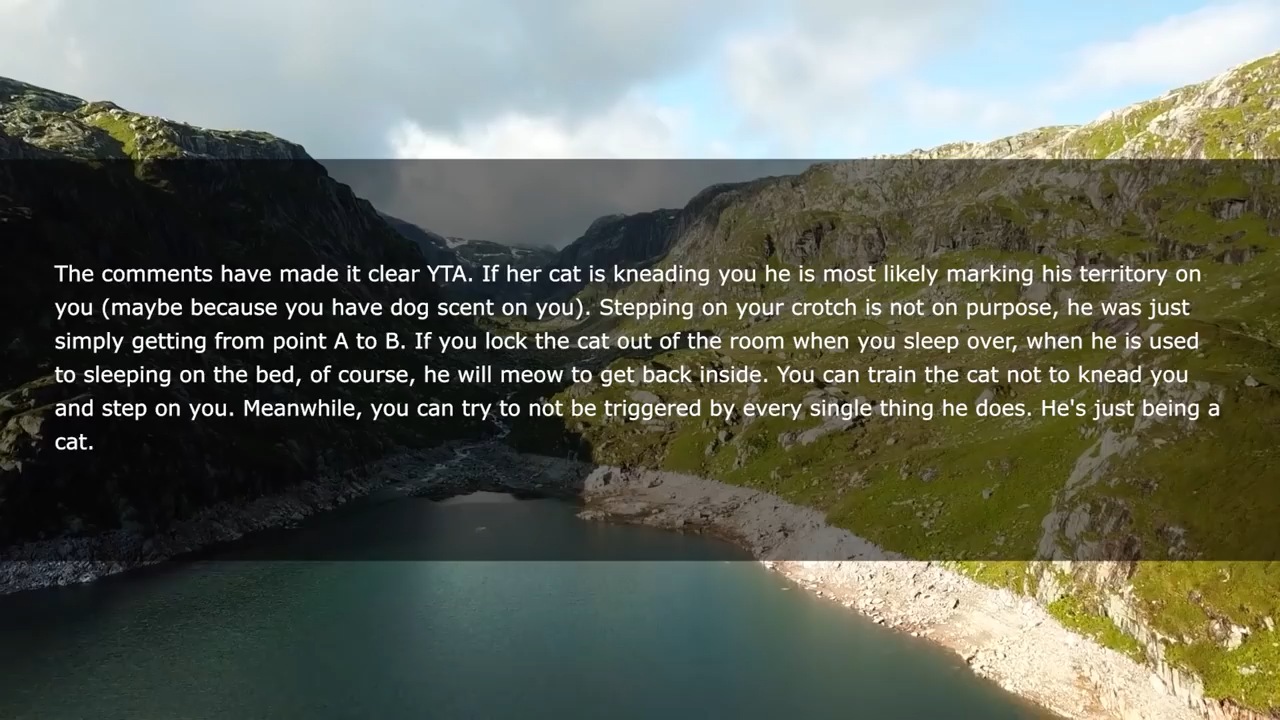 The comments have made it clear YTA. If her cat is kneading you he is most likely marking his territory on
you (maybe because you have dog scent on you). Stepping on your crotch is not on purpose, he was just
simply getting from point A to B. If you lock the cat out of the room when you sleep over, when he is used
to sleeping on the bed, of course, he will meow to get back inside. You can train the cat not to knead you
and step on you. Meanwhile, you can try to not be triggered by every single thing he does. He's just being a
cat.